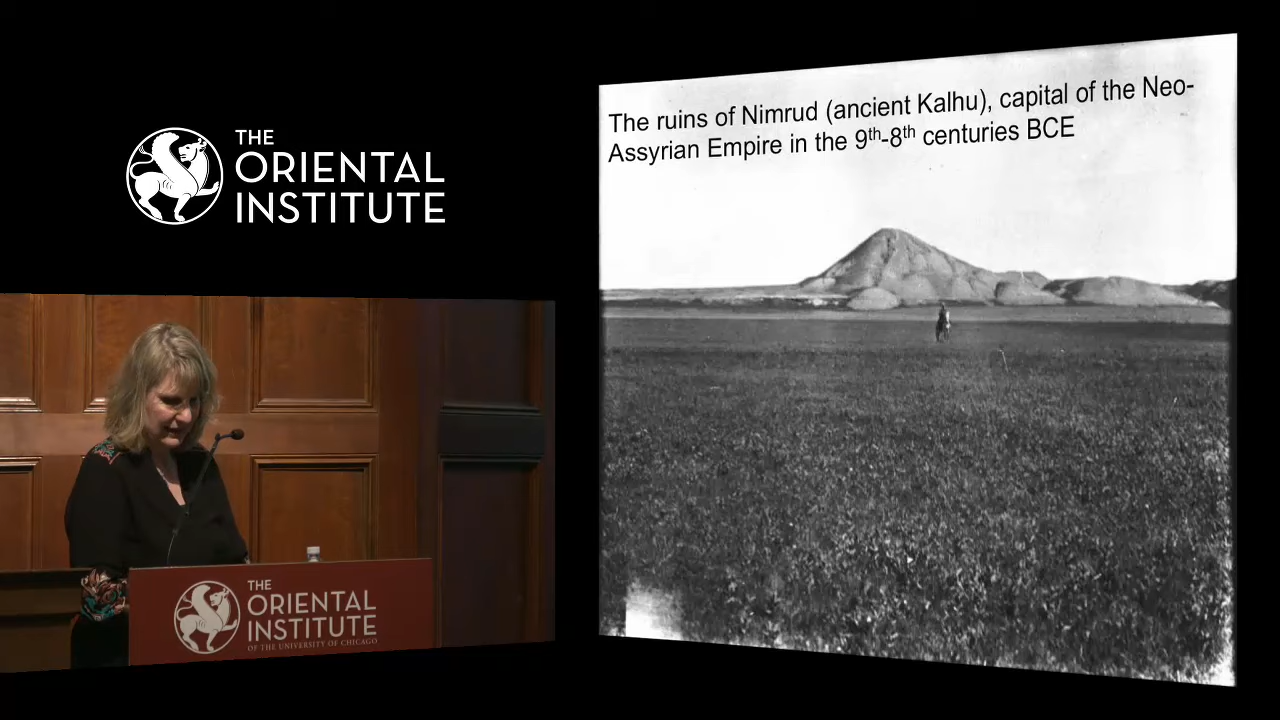 THE
ORIENTAL
INSTITUTE
The ruins of Nimrud (ancient Kalhu), capital of the Neo-
Assyrian Empire in the 9th-8th centuries BCE
THE
ORIENTAL
INSTITUTE
OF THE UNIVERSITY OF CHICAGO